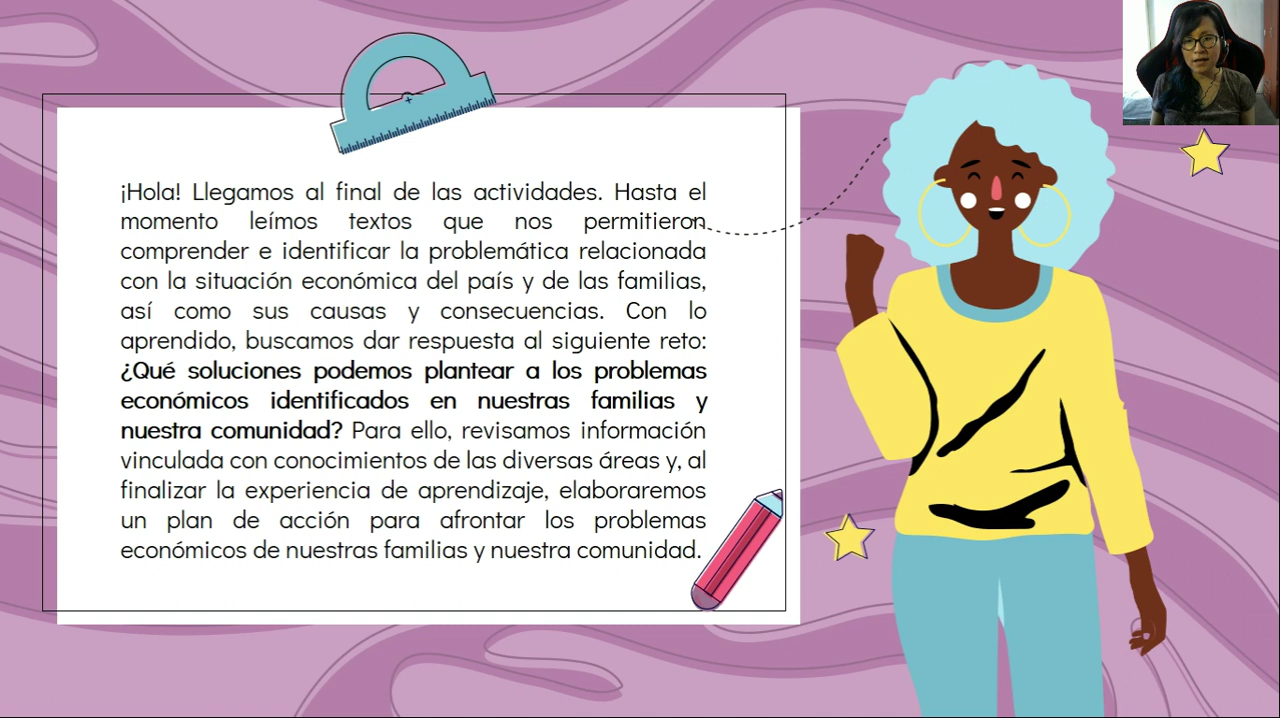 ¡Hola! Llegamos al final de las actividades. Hasta el
momento leímos textos que nos permitieron
comprender e identificar la problemática relacionada
con la situación económica del país y de las familias,
así como sus causas y consecuencias. Con lo
aprendido, buscamos dar respuesta al siguiente reto:
¿Qué soluciones podemos plantear a los problemas
económicos identificados en nuestras familias y
nuestra comunidad? Para ello, revisamos información
vinculada con conocimientos de las diversas áreas y, al
finalizar la experiencia de aprendizaje, elaboraremos
un plan de acción para afrontar los problemas
económicos de nuestras familias y nuestra comunidad.